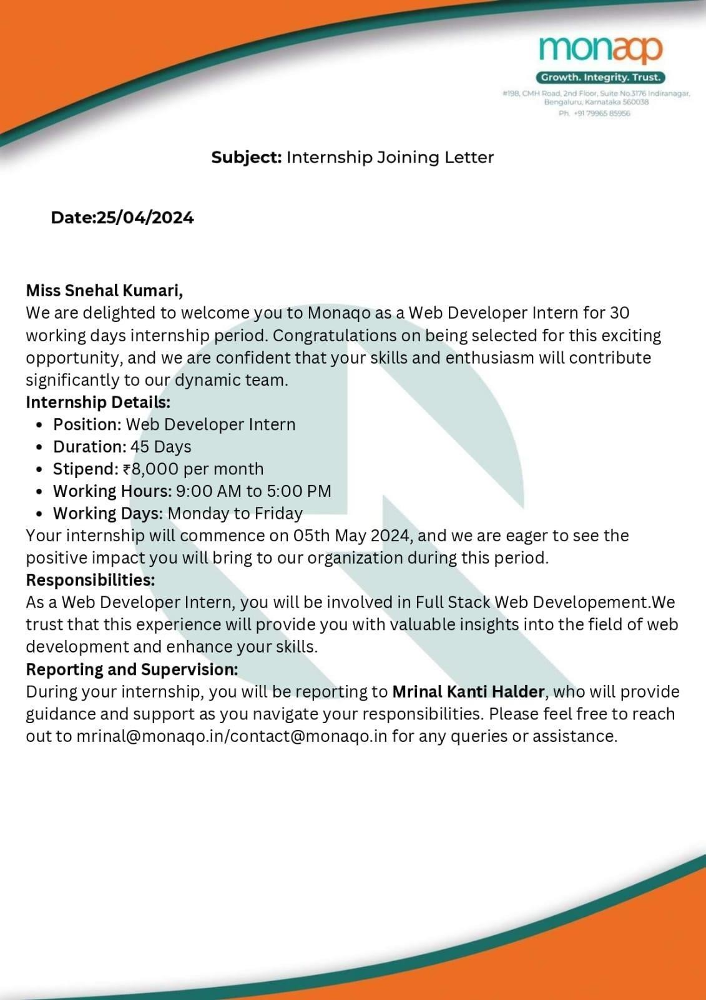 monaqo
Growth. Integrity. Trust.
#198, CMH Road, 2nd Floor, Suite No.3176 Indiranagar,
Bengaluru, Karnataka 560038
Ph. +91 79965 85956
Subject: Internship Joining Letter
Date:25/04/2024
Miss Snehal Kumari,
We are delighted to welcome you to Monaqo as a Web Developer Intern for 30
working days internship period. Congratulations on being selected for this exciting
opportunity, and we are confident that your skills and enthusiasm will contribute
significantly to our dynamic team.
Internship Details:
• Position: Web Developer Intern
• Duration: 45 Days
• Stipend: ₹8,000 per month
• Working Hours: 9:00 AM to 5:00 PM
• Working Days: Monday to Friday
Your internship will commence on 05th May 2024, and we are eager to see the
positive impact you will bring to our organization during this period.
Responsibilities:
As a Web Developer Intern, you will be involved in Full Stack Web Developement.We
trust that this experience will provide you with valuable insights into the field of web
development and enhance your skills.
Reporting and Supervision:
During your internship, you will be reporting to Mrinal Kanti Halder, who will provide
guidance and support as you navigate your responsibilities. Please feel free to reach
out to mrinal@monaqo.in/contact@monaqo.in for any queries or assistance.